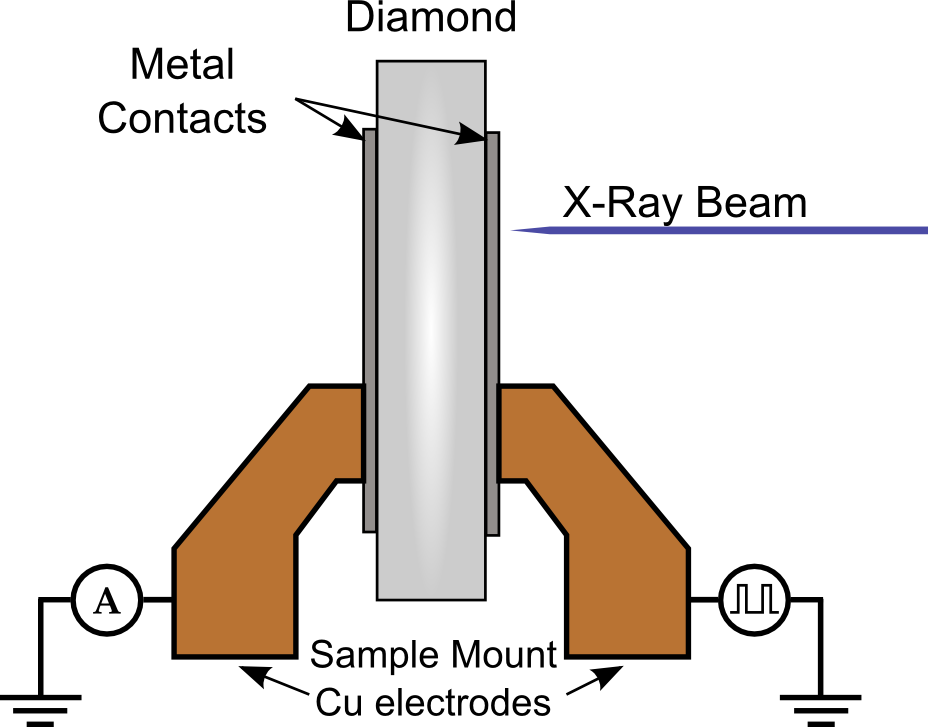 Diamond
Metal
Contacts
X-Ray Beam
A
Sample Mount
Cu electrodes